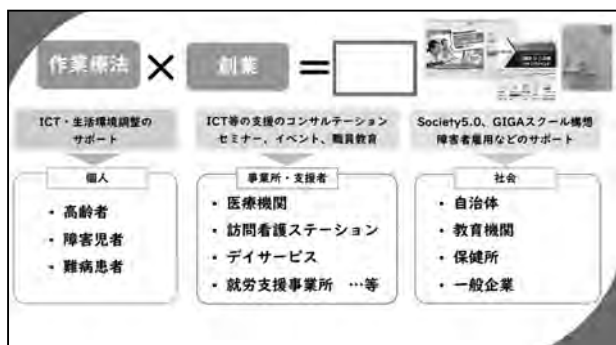 作業療法 × 創業 =
ICT・生活環境調整の
サポート
ICT等の支援のコンサルテーション
セミナー、イベント、職員教育
Society5.0、GIGAスクール構想
障害者雇用などのサポート
個人
・高齢者
・障害児者
・難病患者
事業所・支援者
・医療機関
・訪問看護ステーション
・デイサービス
・就労支援事業所 …等
社会
・自治体
・教育機関
・保健所
・一般企業